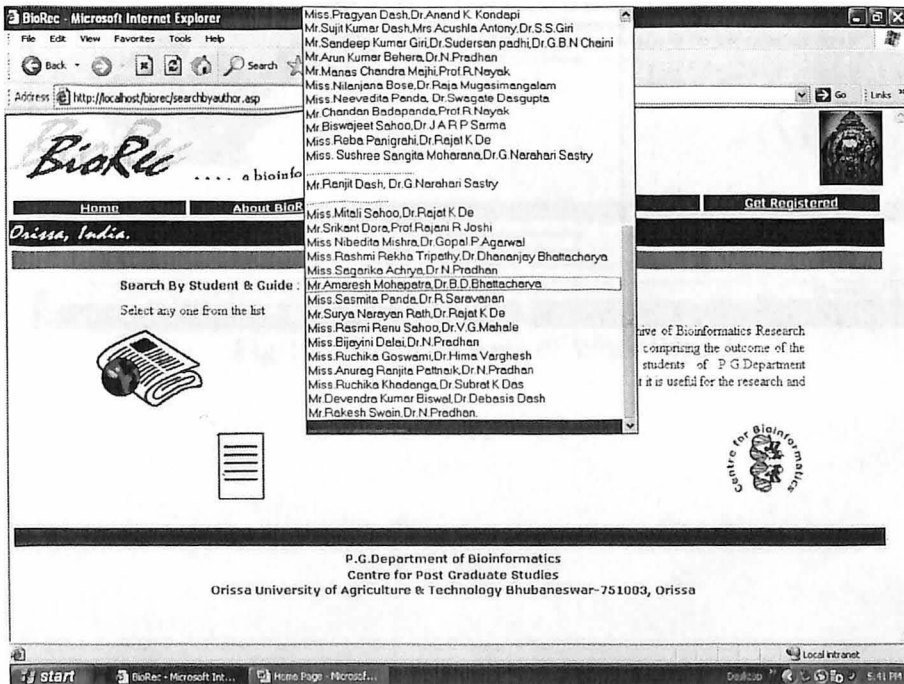 BioRec - Microsoft Internet Explorer
File Edit View Favorites Tools Help
Back Search
Address http://localhost/biorec/searchbyauthor.asp Go Links
BioRec
.... a bioinfo
Home About BioR Get Registered
Orissa, India.
Search By Student & Guide :
Select any one from the list
Miss.Pragyan Dash,Dr.Anand K. Kondapi
Mr.Sujit Kumar Dash,Mrs Acushla Antony,Dr.S.S.Giri
Mr.Sandeep Kumar Giri,Dr.Sudersan padhi,Dr.G.B.N Chaini
Mr.Arun Kumar Behera,Dr.N.Pradhan
Mr.Manas Chandra Majhi,Prof.R.Nayak
Miss.Nilanjana Bose,Dr.Raja Mugasimangalam
Miss.Neevedita Panda, Dr.Swagate Dasgupta
Mr.Chandan Badapanda,Prof.R.Nayak
Mr.Biswajeet Sahoo,Dr.J A R P Sarma
Miss.Reba Panigrahi,Dr.Rajat K De
Miss. Sushree Sangita Moharana,Dr.G.Narahari Sastry
Mr.Ranjit Dash, Dr.G.Narahari Sastry
Miss.Mitali Sahoo,Dr.Rajat K De
Mr.Srikant Dora,Prof.Rajani R Joshi
Miss Nibedita Mishra,Dr.Gopal P.Agarwal
Miss.Rashmi Rekha Tripathy,Dr.Dhananjay Bhattacharya
Miss.Sagarika Achrya,Dr.N.Pradhan
Mr.Amaresh Mohapatra,Dr.B.D.Bhattacharya
Miss.Sasmita Panda,Dr.R.Saravanan
Mr.Surya Narayan Rath,Dr.Rajat K De
Miss.Rasmi Renu Sahoo,Dr.V.G.Mahale
Miss.Bijayini Dalai,Dr.N.Pradhan
Miss.Ruchika Goswami,Dr.Hima Varghesh
Miss.Anurag Ranjita Pattnaik,Dr.N.Pradhan
Miss.Ruchika Khadanga,Dr.Subrat K Das
Mr.Devendra Kumar Biswal,Dr.Debasis Dash
Mr.Rakesh Swain,Dr.N.Pradhan.
hive of Bioinformatics Research
comprising the outcome of the
students of P.G.Department
it is useful for the research and
Centre for Bioinformatics
P.G.Department of Bioinformatics
Centre for Post Graduate Studies
Orissa University of Agriculture & Technology Bhubaneswar-751003, Orissa
Local intranet
start BioRec - Microsoft Int... Home Page - Microsof... Desktop 5:41 PM